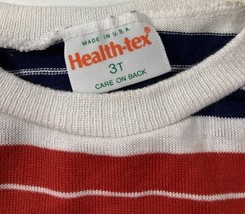 MADE IN U.S.A.
Health-tex®
3T
CARE ON BACK